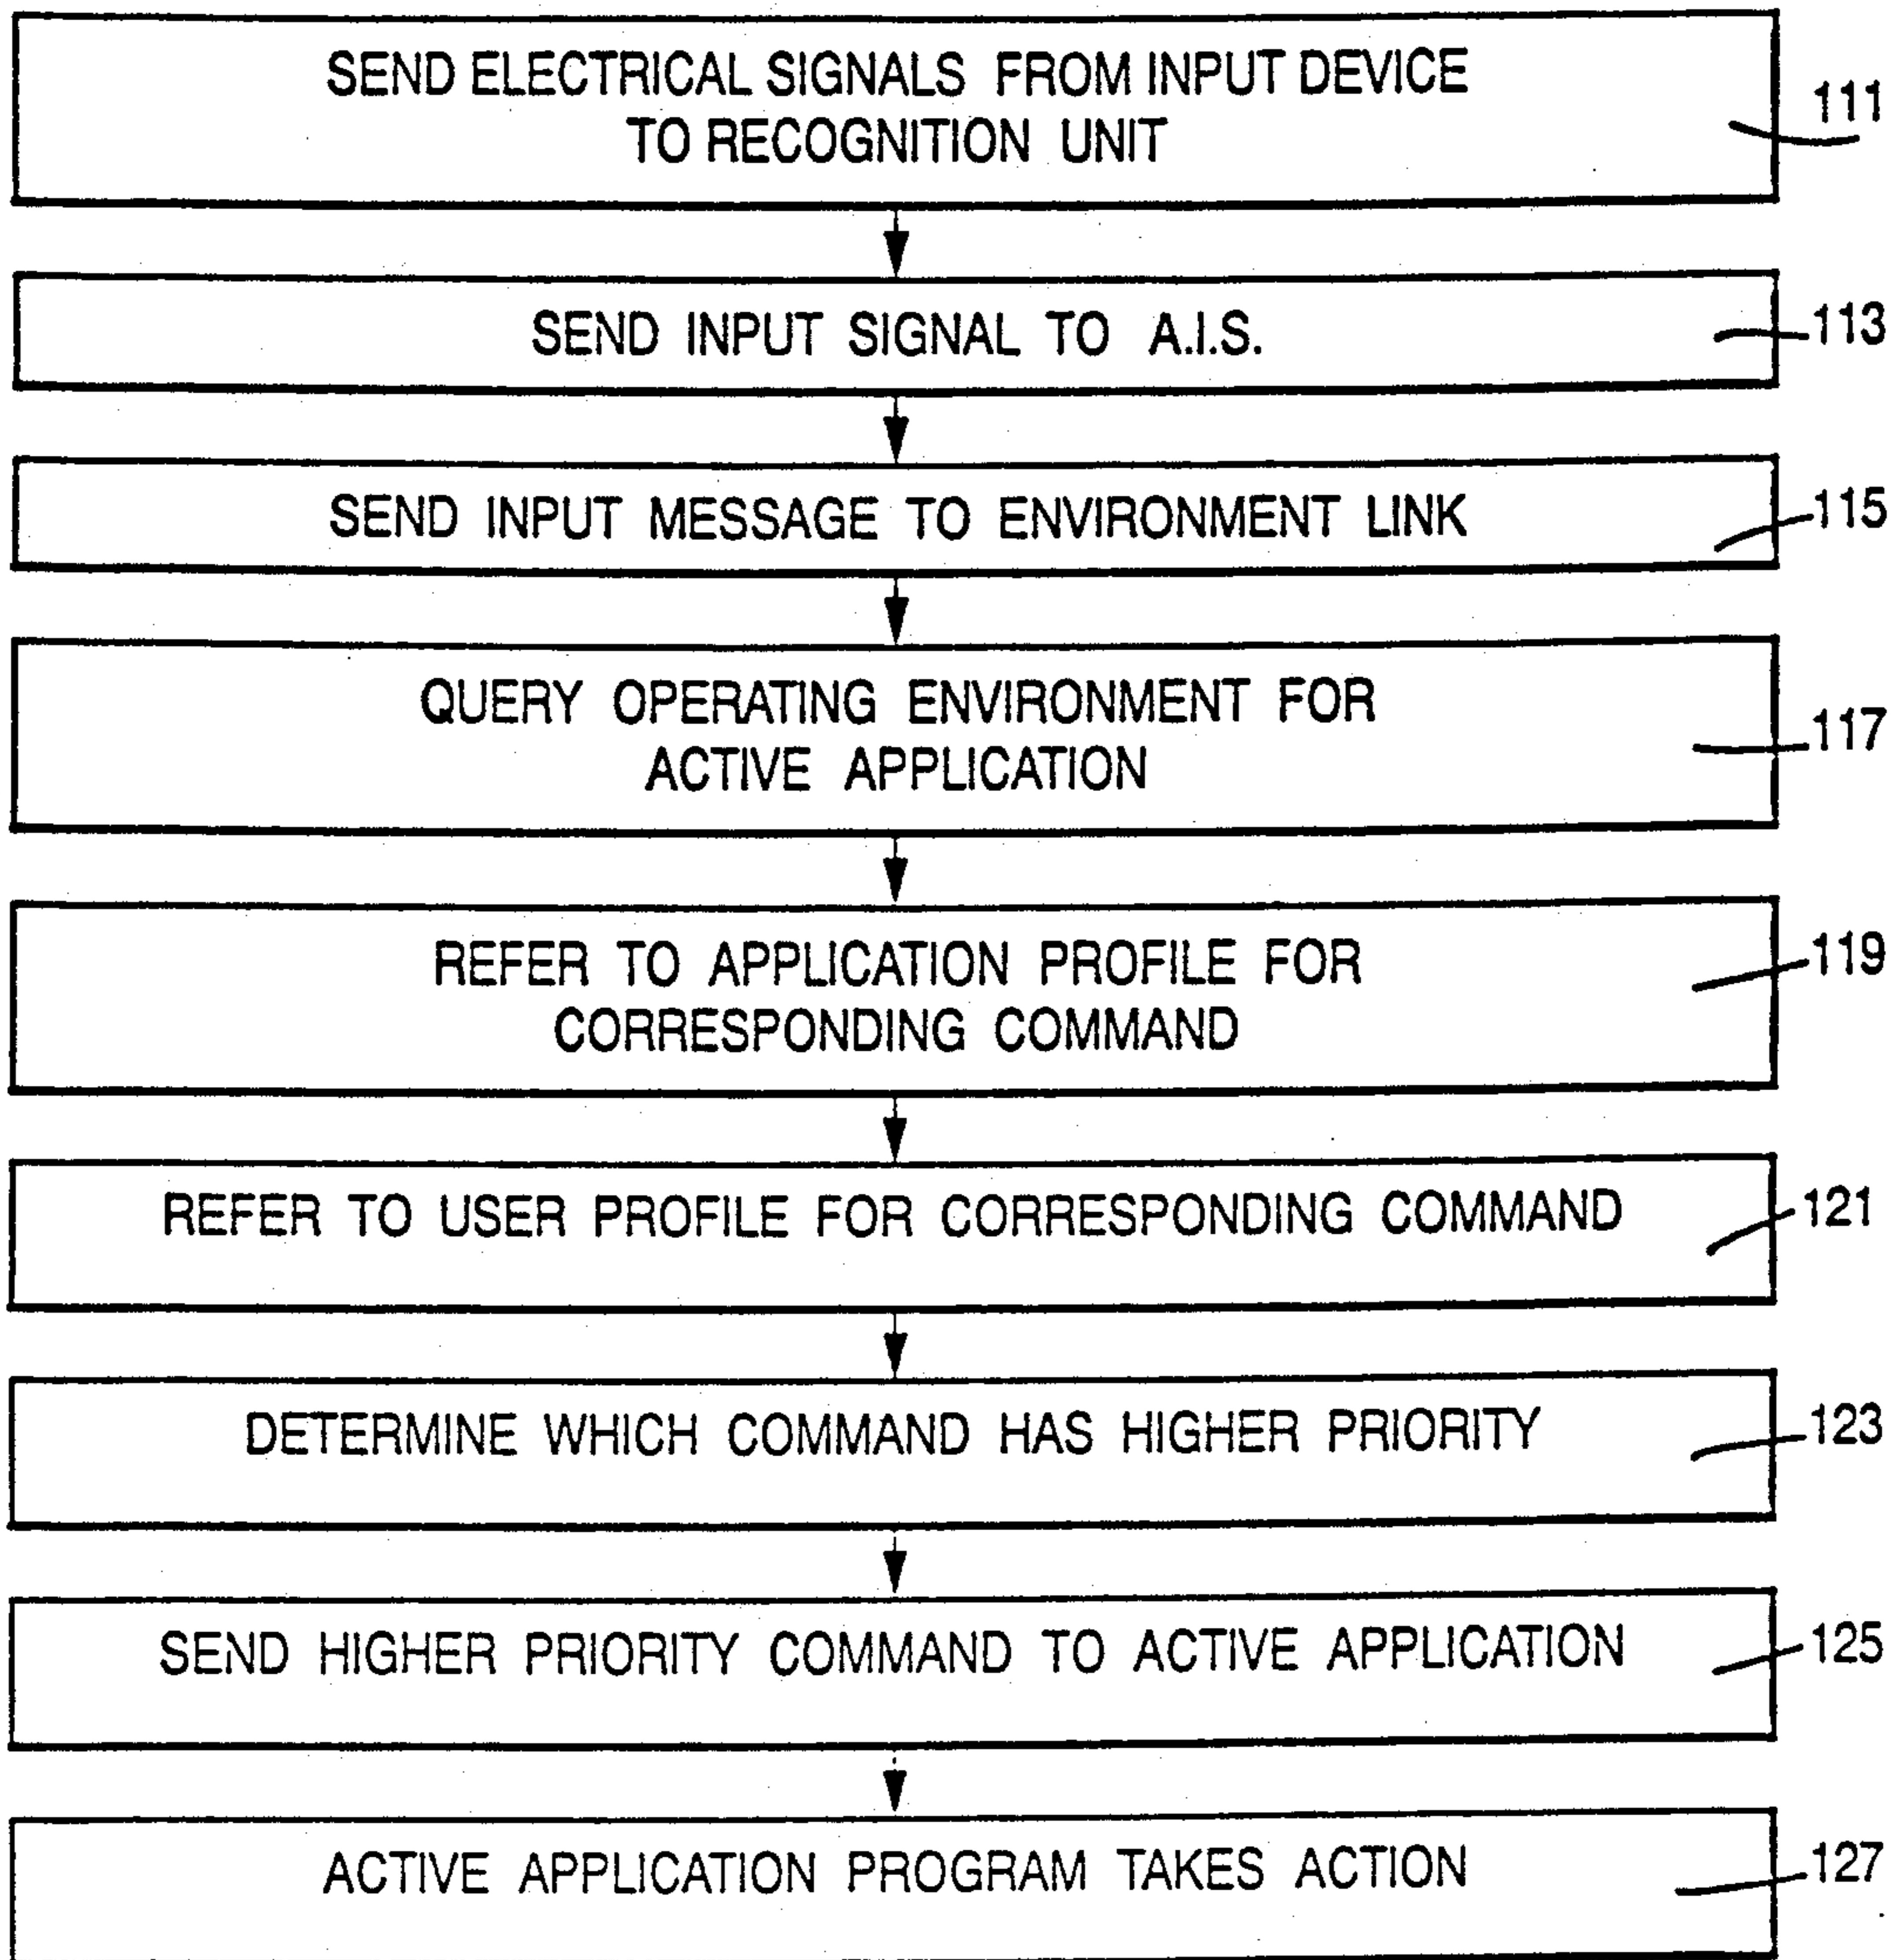 SEND ELECTRICAL SIGNALS FROM INPUT DEVICE
TO RECOGNITION UNIT
111
SEND INPUT SIGNAL TO A.I.S.
113
SEND INPUT MESSAGE TO ENVIRONMENT LINK
115
QUERY OPERATING ENVIRONMENT FOR
ACTIVE APPLICATION
117
REFER TO APPLICATION PROFILE FOR
CORRESPONDING COMMAND
119
REFER TO USER PROFILE FOR CORRESPONDING COMMAND
121
DETERMINE WHICH COMMAND HAS HIGHER PRIORITY
123
SEND HIGHER PRIORITY COMMAND TO ACTIVE APPLICATION
125
ACTIVE APPLICATION PROGRAM TAKES ACTION
127